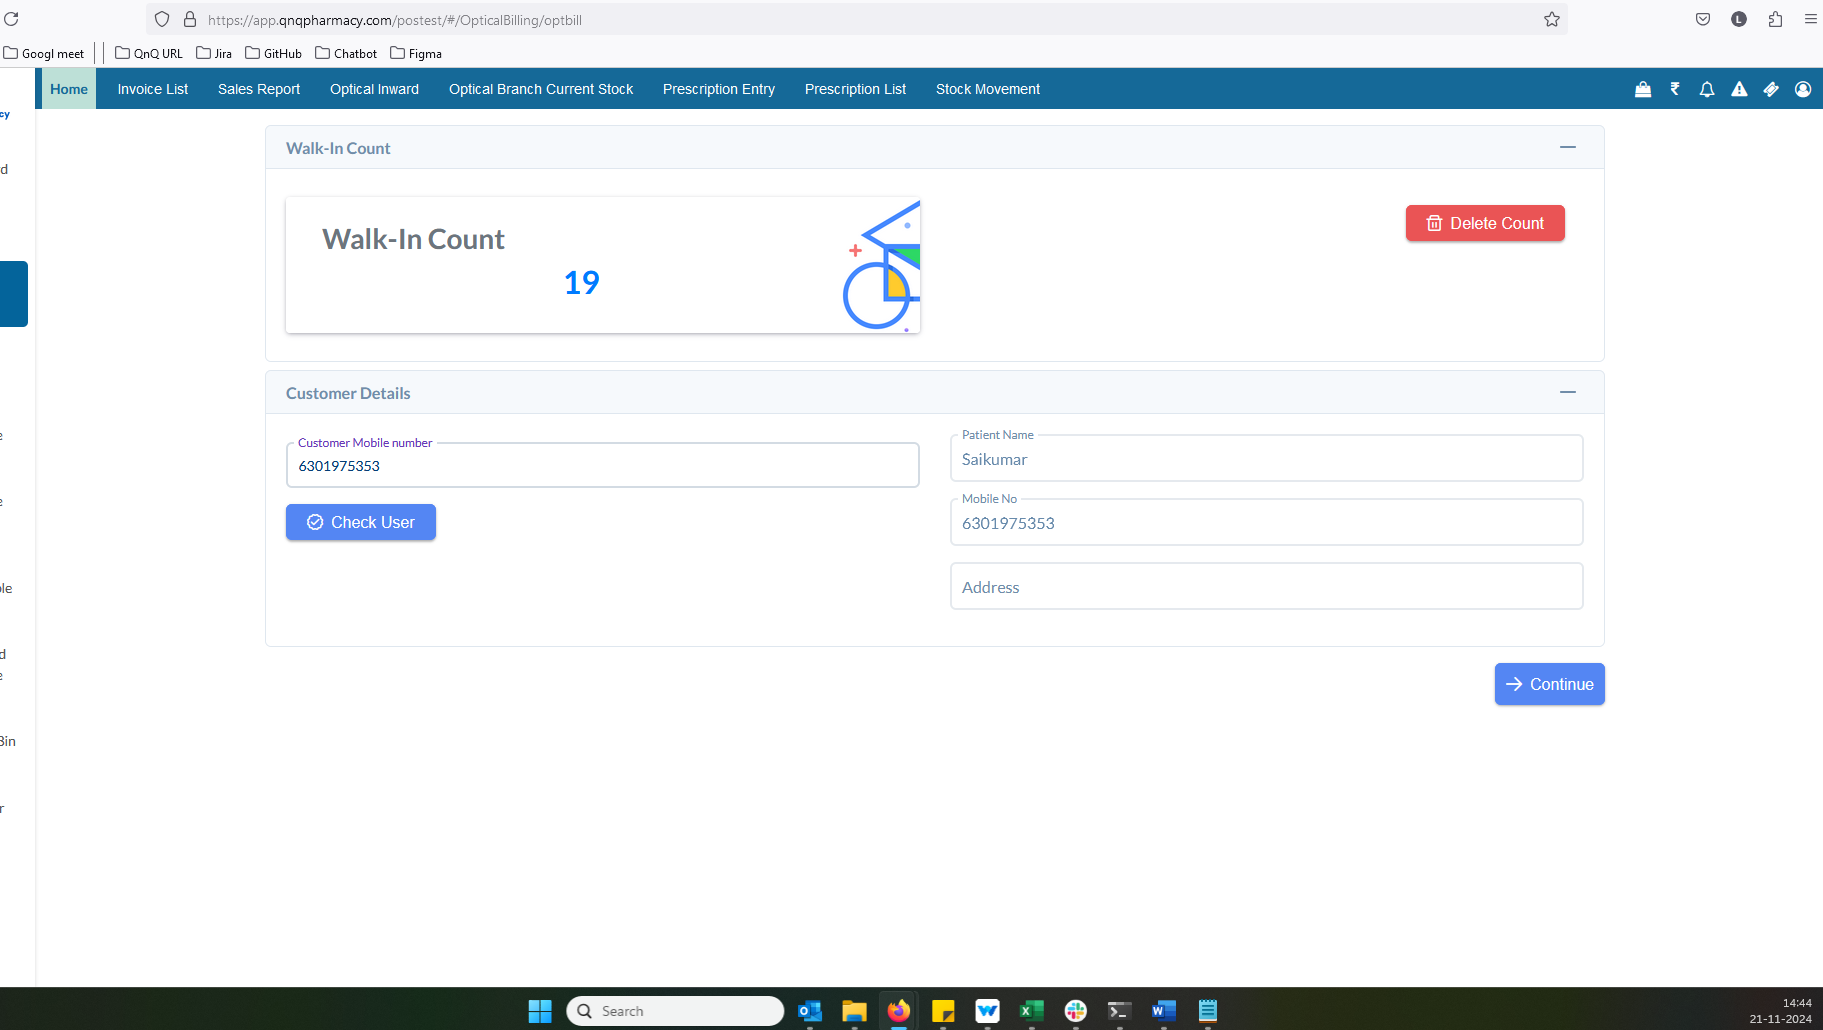 https://app.qnqpharmacy.com/postest/#/OpticalBilling/optbill
L
Googl meet
QnQ URL
Jira
GitHub
Chatbot
Figma
Home
Invoice List
Sales Report
Optical Inward
Optical Branch Current Stock
Prescription Entry
Prescription List
Stock Movement
₹
cy
d
Walk-In Count
Walk-In Count
19
Delete Count
Customer Details
Customer Mobile number
6301975353
Check User
Patient Name
Saikumar
Mobile No
6301975353
Address
Continue
e
e
ole
d
e
Bin
r
Search
14:44
21-11-2024